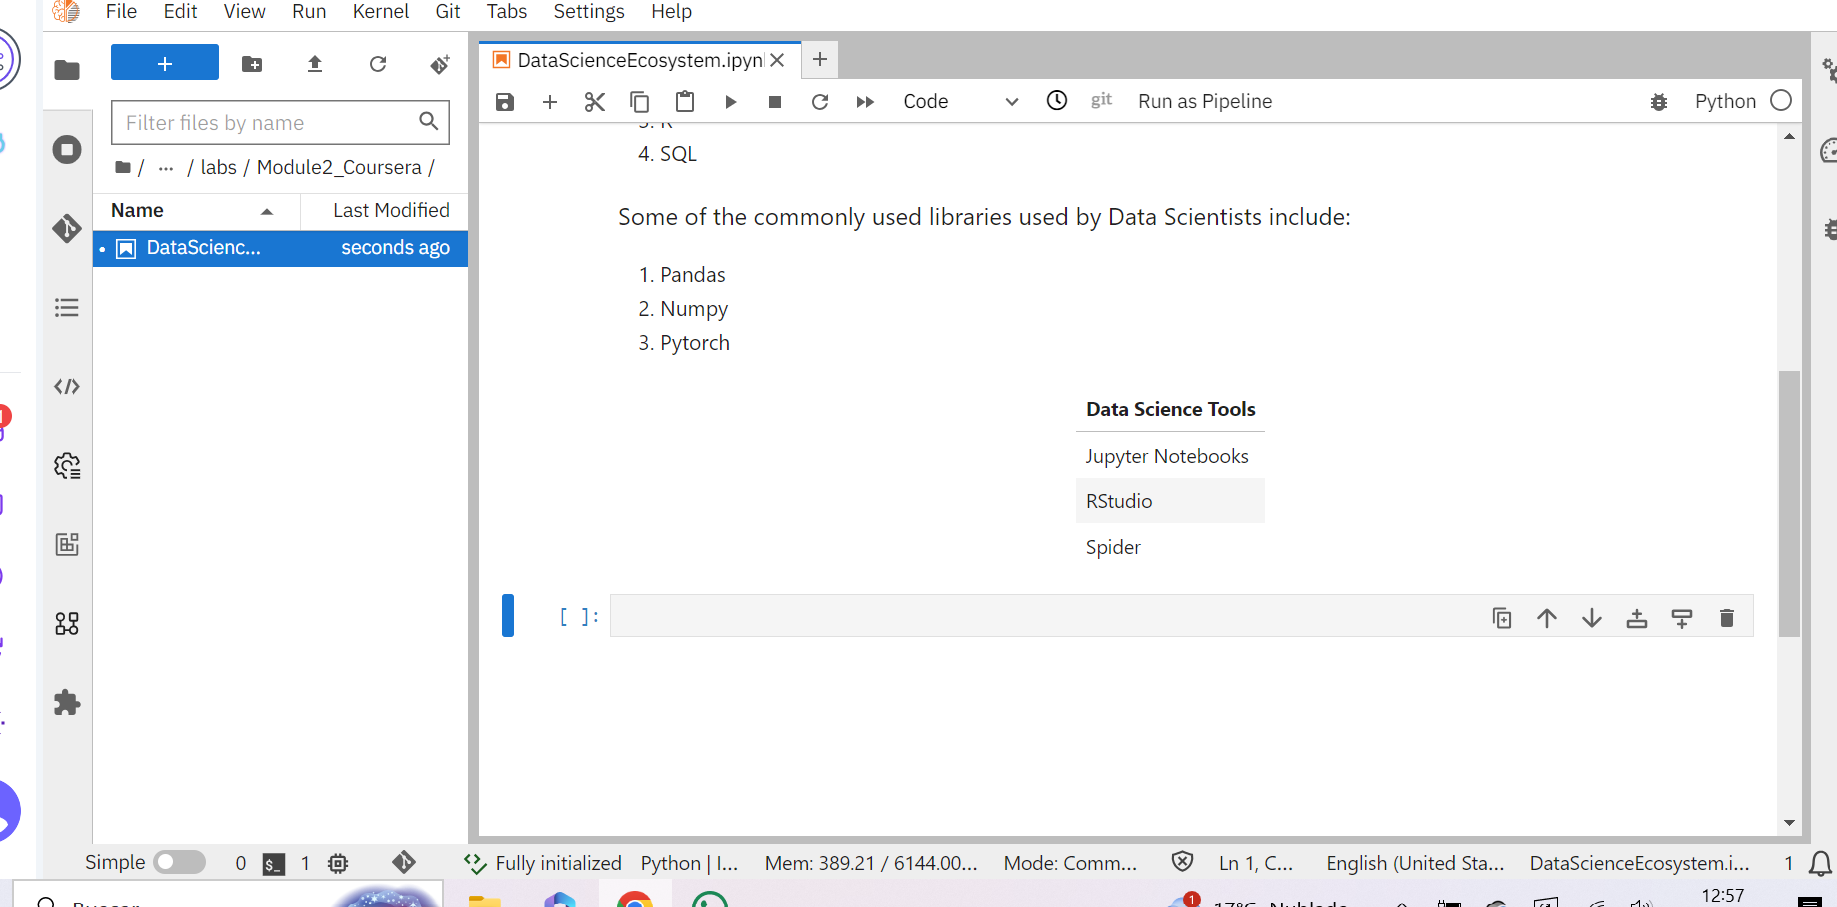 File Edit View Run Kernel Git Tabs Settings Help
+
Filter files by name
/ ... / labs / Module2_Coursera /
Name Last Modified
DataScienc... seconds ago
DataScienceEcosystem.ipyn
Code git Run as Pipeline Python
4. SQL
Some of the commonly used libraries used by Data Scientists include:
1. Pandas
2. Numpy
3. Pytorch
Data Science Tools
Jupyter Notebooks
RStudio
Spider
[ ]:
Simple 0 $_ 1 Fully initialized Python | I... Mem: 389.21 / 6144.00... Mode: Comm... Ln 1, C... English (United Sta... DataScienceEcosystem.i... 1
1 12:57